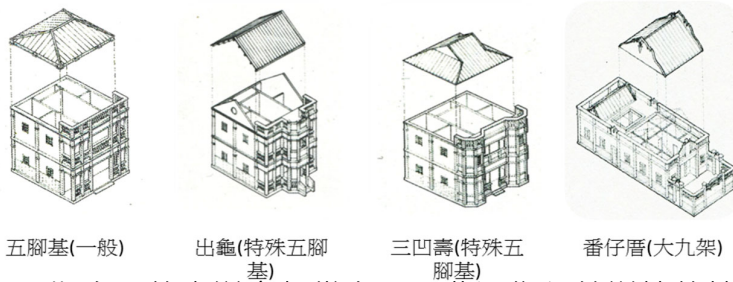 五腳基(一般)
出龜(特殊五腳
基)
三凹壽(特殊五
腳基)
番仔厝(大九架)